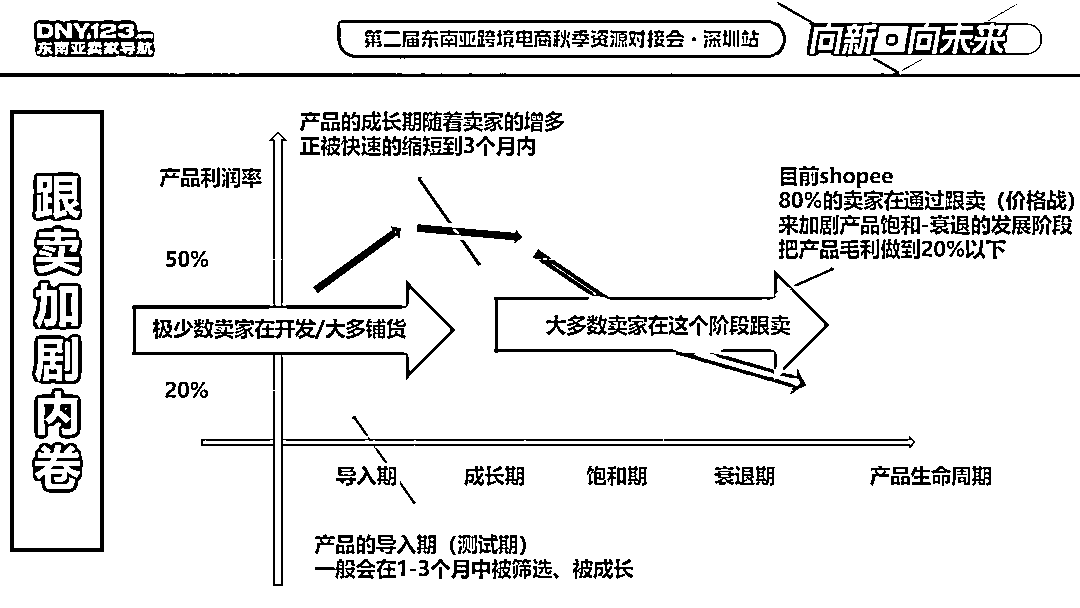 DNY123
东南亚卖家导航
第二届东南亚跨境电商秋季资源对接会·深圳站
向新 向未来
跟卖加剧内卷
产品的成长期随着卖家的增多
正被快速的缩短到3个月内
产品利润率
目前shopee
80%的卖家在通过跟卖（价格战）
来加剧产品饱和-衰退的发展阶段
把产品毛利做到20%以下
50%
极少数卖家在开发/大多铺货
大多数卖家在这个阶段跟卖
20%
导入期
成长期
饱和期
衰退期
产品生命周期
产品的导入期（测试期）
一般会在1-3个月中被筛选、被成长